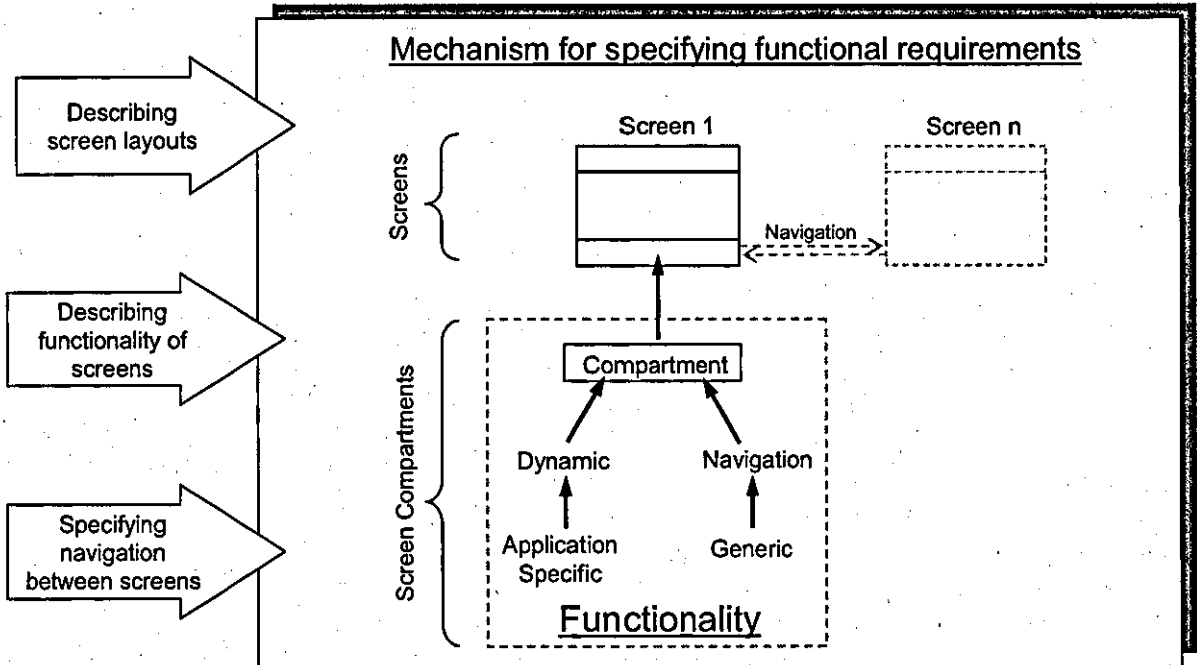 Mechanism for specifying functional requirements
Describing
screen layouts
Screens
Screen 1
Screen n
Navigation
Describing
functionality of
screens
Screen Compartments
Compartment
Dynamic
Navigation
Application
Specific
Generic
Functionality
Specifying
navigation
between screens